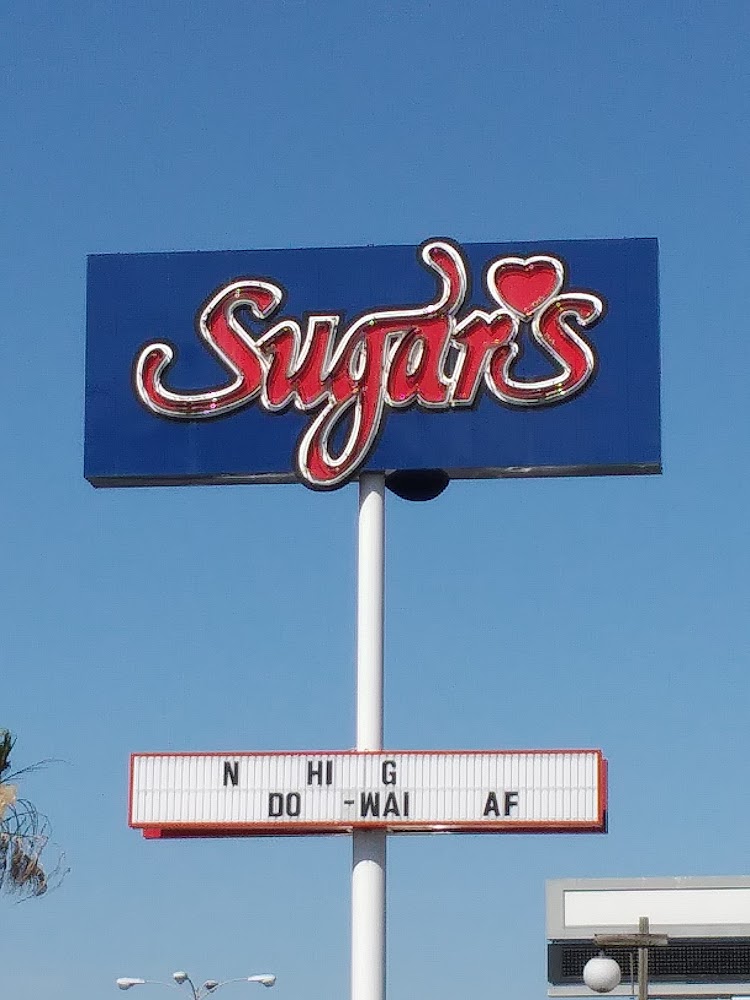 Sugar's
N HI G
DO -WAI AF